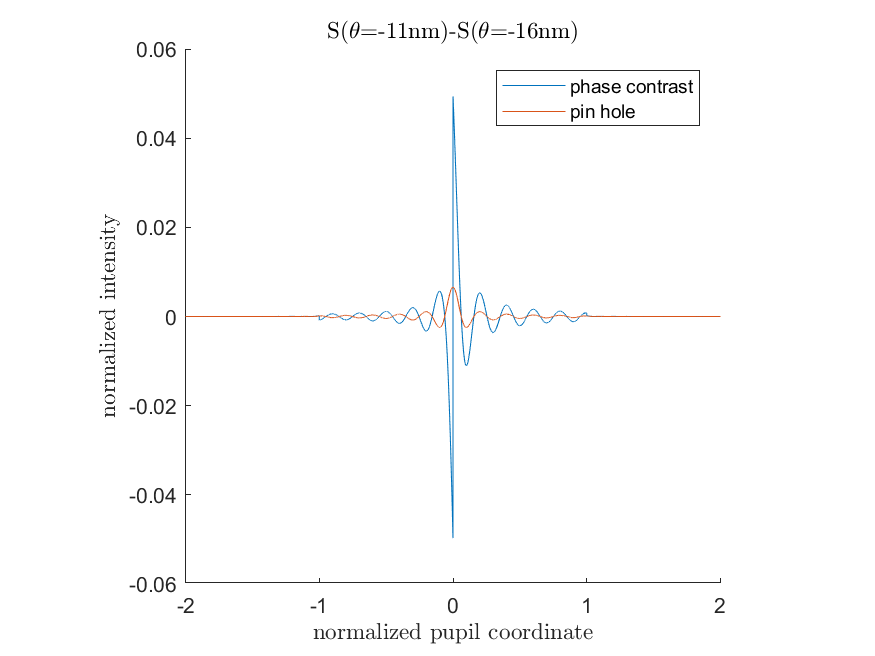 S(θ=-11nm)-S(θ=-16nm)
0.06
phase contrast
pin hole
0.04
0.02
0
-0.02
-0.04
-0.06
-2 -1 0 1 2
normalized pupil coordinate
normalized intensity